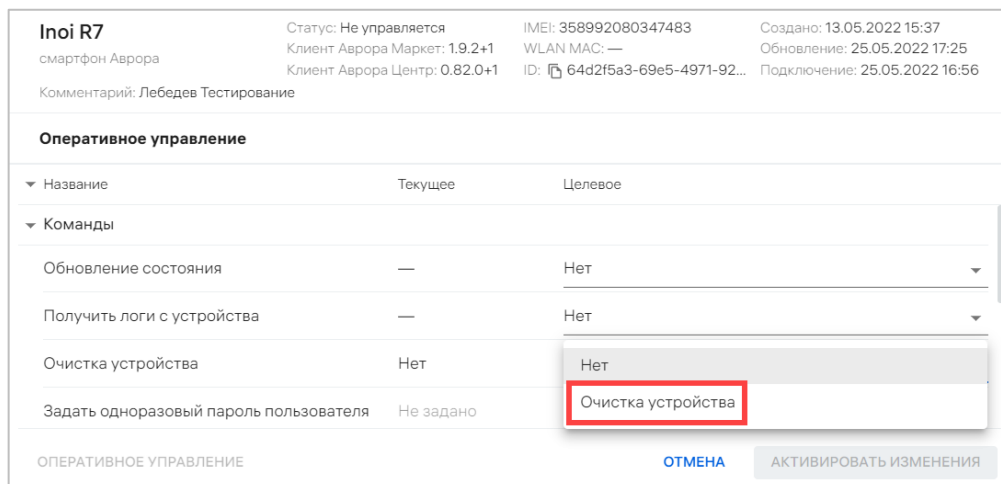 Inoi R7
смартфон Аврора
Статус: Не управляется
Клиент Аврора Маркет: 1.9.2+1
Клиент Аврора Центр: 0.82.0+1
IMEI: 358992080347483
WLAN MAC: —
ID: 64d2f5a3-69e5-4971-92...
Создано: 13.05.2022 15:37
Обновление: 25.05.2022 17:25
Подключение: 25.05.2022 16:56
Комментарий: Лебедев Тестирование
Оперативное управление
Название Текущее Целевое
Команды
Обновление состояния — Нет
Получить логи с устройства — Нет
Очистка устройства Нет
Нет
Очистка устройства
Задать одноразовый пароль пользователя Не задано
ОПЕРАТИВНОЕ УПРАВЛЕНИЕ ОТМЕНА АКТИВИРОВАТЬ ИЗМЕНЕНИЯ